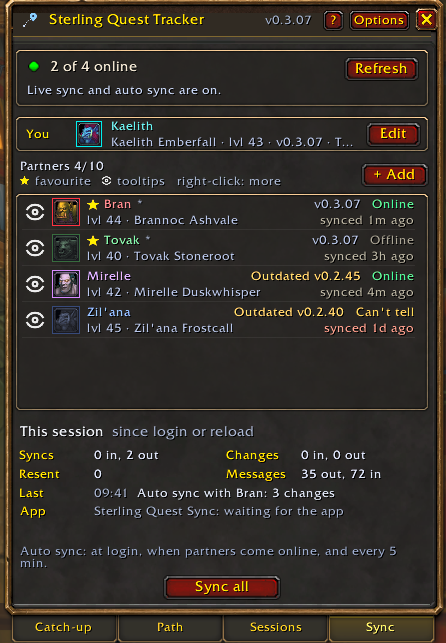 Sterling Quest Tracker v0.3.07 ? Options X
2 of 4 online Refresh
Live sync and auto sync are on.
You Kaelith Edit
Kaelith Emberfall · lvl 43 · v0.3.07 · T...
Partners 4/10
favourite tooltips right-click: more + Add
Bran * v0.3.07 Online
lvl 44 · Brannoc Ashvale synced 1m ago
Tovak * v0.3.07 Offline
lvl 40 · Tovak Stoneroot synced 3h ago
Mirelle Outdated v0.2.45 Online
lvl 42 · Mirelle Duskwhisper synced 4m ago
Zil'ana Outdated v0.2.40 Can't tell
lvl 45 · Zil'ana Frostcall synced 1d ago
This session since login or reload
Syncs 0 in, 2 out Changes 0 in, 0 out
Resent 0 Messages 35 out, 72 in
Last 09:41 Auto sync with Bran: 3 changes
App Sterling Quest Sync: waiting for the app
Auto sync: at login, when partners come online, and every 5
min.
Sync all
Catch-up Path Sessions Sync